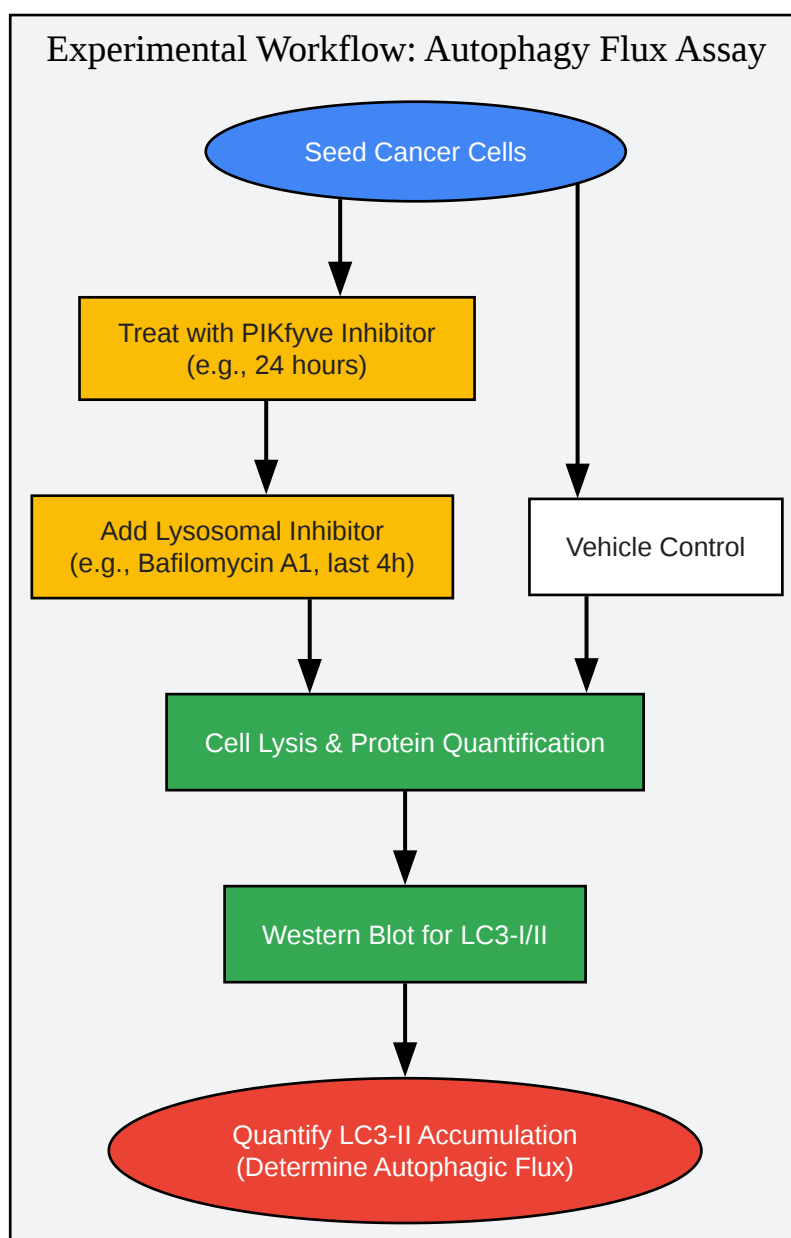 Experimental Workflow: Autophagy Flux Assay
Seed Cancer Cells
Treat with PIKfyve Inhibitor
(e.g., 24 hours)
Add Lysosomal Inhibitor
(e.g., Bafilomycin A1, last 4h)
Vehicle Control
Cell Lysis & Protein Quantification
Western Blot for LC3-I/II
Quantify LC3-II Accumulation
(Determine Autophagic Flux)